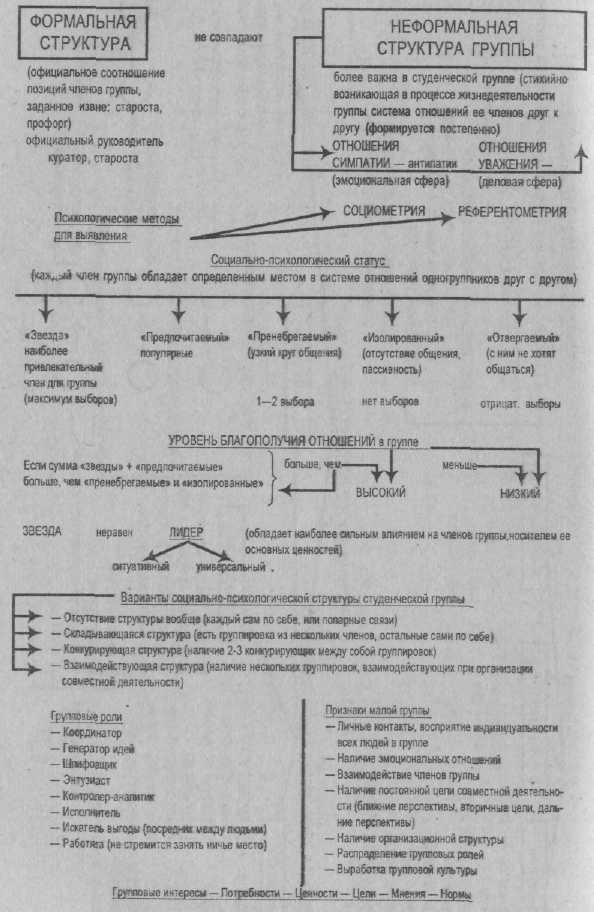 ФОРМАЛЬНАЯ
СТРУКТУРА
не совпадают
НЕФОРМАЛЬНАЯ
СТРУКТУРА ГРУППЫ
(официальное соотношение
позиций членов группы,
заданное извне: староста,
профорг)
официальный руководитель
куратор, староста
более важна в студенческой группе (стихийно
возникающая в процессе жизнедеятельности
группы система отношений ее членов друг к
другу (формируется постепенно)
ОТНОШЕНИЯ
СИМПАТИИ — антипатии
(эмоциональная сфера)
ОТНОШЕНИЯ
УВАЖЕНИЯ —
(деловая сфера)
Психологические методы
для выявления
СОЦИОМЕТРИЯ
РЕФЕРЕНТОМЕТРИЯ
Социально-психологический статус
(каждый член группы обладает определенным местом в системе отношений одногруппников друг с другом)
«Звезда»
наиболее
привлекательный
член для группы
(максимум выборов)
«Предпочитаемый»
популярные
«Пренебрегаемый»
(узкий круг общения)
1—2 выбора
«Изолированный»
(отсутствие общения,
пассивность)
нет выборов
«Отвергаемый»
(с ним не хотят
общаться)
отрицат. выборы
УРОВЕНЬ БЛАГОПОЛУЧИЯ ОТНОШЕНИЙ в группе
Если сумма «звезды» + «предпочитаемые»
больше, чем «пренебрегаемые» и «изолированные»
больше, чем
ВЫСОКИЙ
меньше
НИЗКИЙ
ЗВЕЗДА
неравен
ЛИДЕР
(обладает наиболее сильным влиянием на членов группы,носителем ее
основных ценностей)
ситуативный
универсальный .
Варианты социально-психологической структуры студенческой группы
— Отсутствие структуры вообще (каждый сам по себе, или попарные связи)
— Складывающаяся структура (есть группировка из нескольких членов, остальные сами по себе)
— Конкурирующая структура (наличие 2-3 конкурирующих между собой группировок)
— Взаимодействующая структура (наличие нескольких группировок, взаимодействующих при организации
совместной деятельности)
Групповые роли
— Координатор
— Генератор идей
— Шлифовщик
— Энтузиаст
— Контролер-аналитик
— Исполнитель
— Искатель выгоды (посредник между людьми)
— Работяга (не стремится занять ничье место)
Признаки малой группы
— Личные контакты, восприятие индивидуальности
всех людей в группе
— Наличие эмоциональных отношений
— Взаимодействие членов группы
— Наличие постоянной цели совместной деятельно-
сти (ближние перспективы, вторичные цели, даль-
ние перспективы)
— Наличие организационной структуры
— Распределение групповых ролей
— Выработка групповой культуры
Групповые интересы — Потребности — Ценности — Цели — Мнения — Нормы